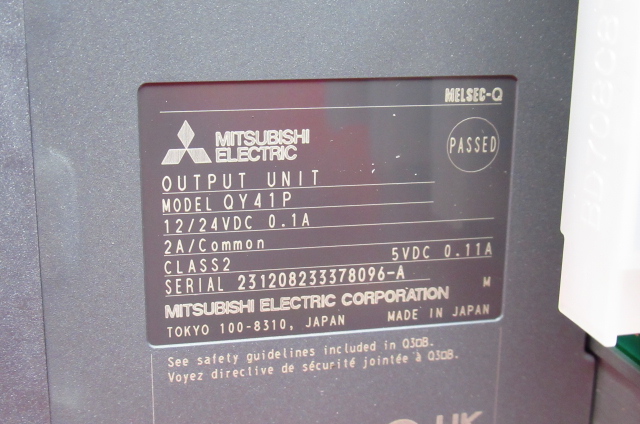 MELSEC-Q
MITSUBISHI
ELECTRIC
PASSED
OUTPUT UNIT
MODEL QY41P
12/24VDC 0.1A
2A/Common
CLASS2 5VDC 0.11A
SERIAL 231208233378096-A M
MITSUBISHI ELECTRIC CORPORATION
TOKYO 100-8310, JAPAN MADE IN JAPAN
See safety guidelines included in Q3□B.
Voyez directive de sécurité jointée à Q3□B.